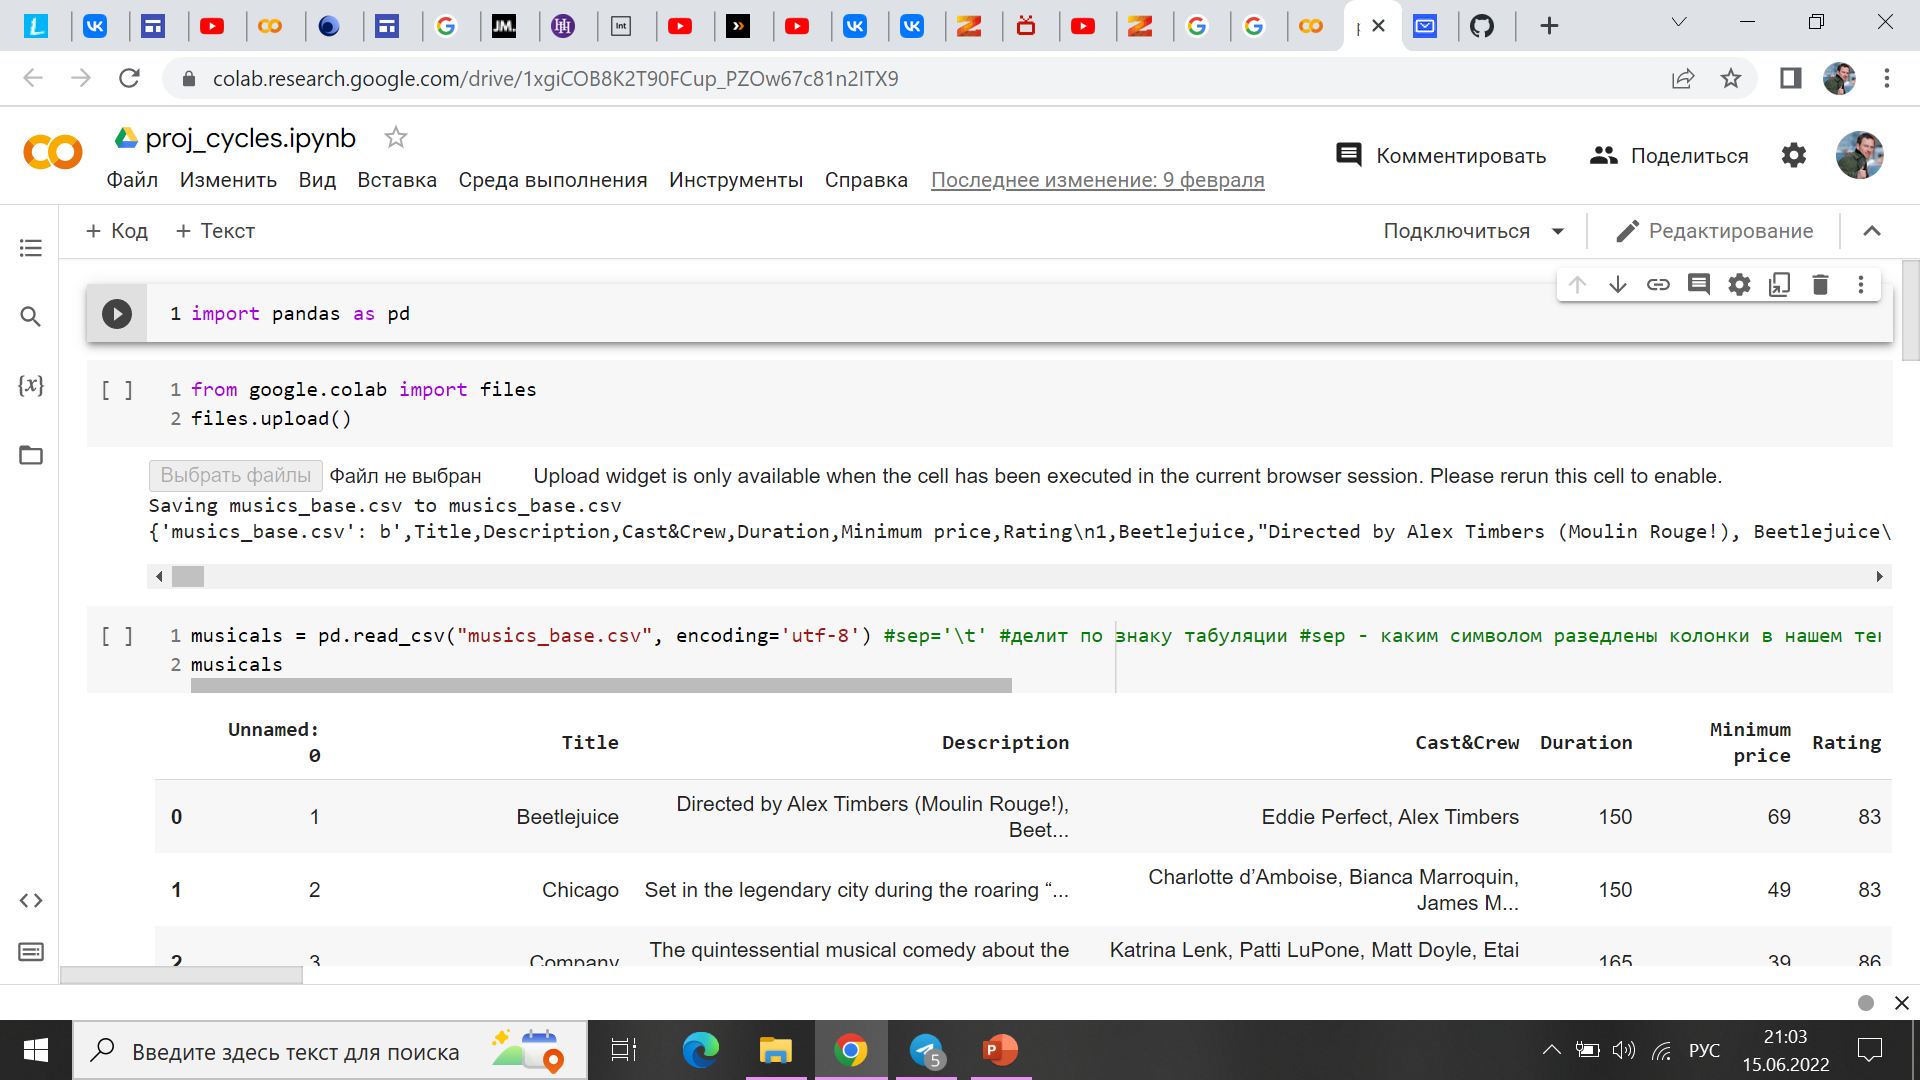 colab.research.google.com/drive/1xgiCOB8K2T90FCup_PZOw67c81n2ITX9
proj_cycles.ipynb
Комментировать
Поделиться
Файл Изменить Вид Вставка Среда выполнения Инструменты Справка Последнее изменение: 9 февраля
+ Код + Текст
Подключиться
Редактирование
1 import pandas as pd
[ ] 1 from google.colab import files
2 files.upload()
Выбрать файлы Файл не выбран Upload widget is only available when the cell has been executed in the current browser session. Please rerun this cell to enable.
Saving musics_base.csv to musics_base.csv
{'musics_base.csv': b',Title,Description,Cast&Crew,Duration,Minimum price,Rating\n1,Beetlejuice,"Directed by Alex Timbers (Moulin Rouge!), Beetlejuice\
[ ] 1 musicals = pd.read_csv("musics_base.csv", encoding='utf-8') #sep='\t' #делит по знаку табуляции #sep - каким символом разедлены колонки в нашем тек
2 musicals
Unnamed: 0 Title Description Cast&Crew Duration Minimum price Rating
0 1 Beetlejuice Directed by Alex Timbers (Moulin Rouge!), Beet... Eddie Perfect, Alex Timbers 150 69 83
1 2 Chicago Set in the legendary city during the roaring “... Charlotte d’Amboise, Bianca Marroquin, James M... 150 49 83
2 3 Company The quintessential musical comedy about the Katrina Lenk, Patti LuPone, Matt Doyle, Etai 165 39 86
Введите здесь текст для поиска
5
РУС
21:03
15.06.2022